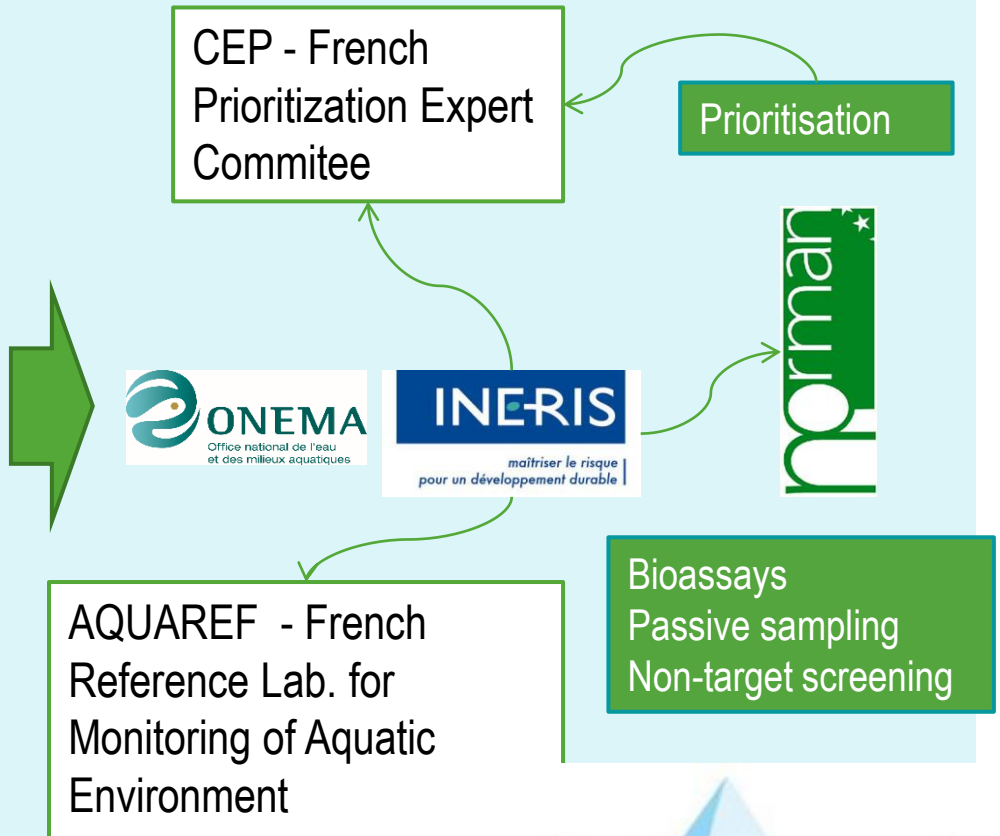 CEP - French
Prioritization Expert
Commitee
Prioritisation
norman
ONEMA
Office national de l'eau
et des milieux aquatiques
INERIS
maîtriser le risque
pour un développement durable
Bioassays
Passive sampling
Non-target screening
AQUAREF - French
Reference Lab. for
Monitoring of Aquatic
Environment